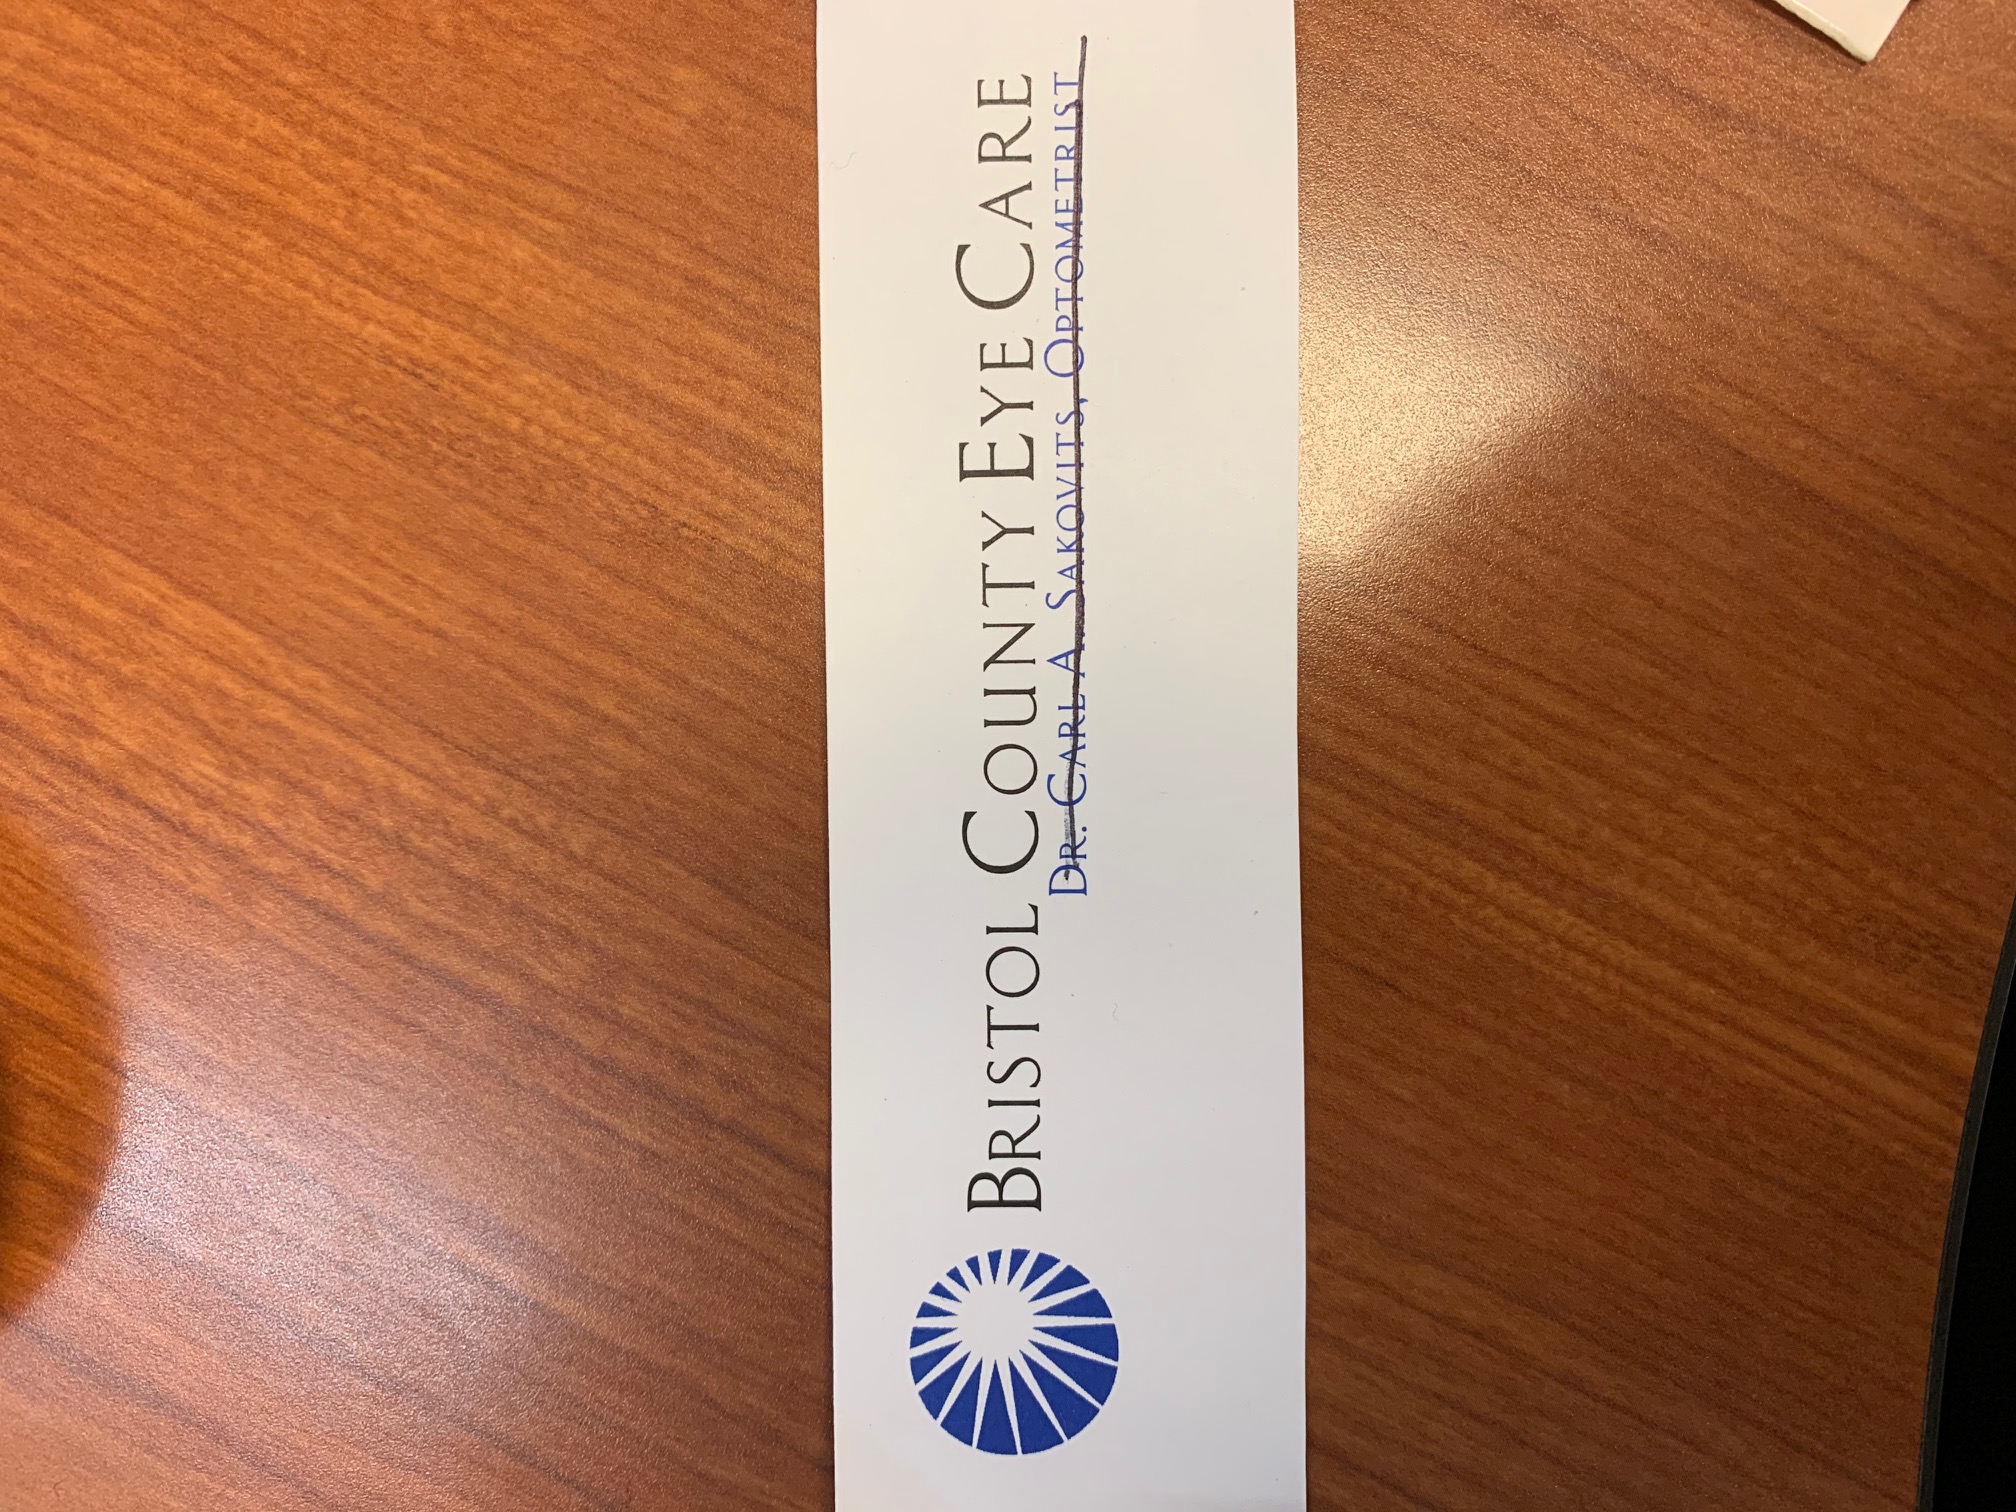 BRISTOL COUNTY EYE CARE
DR. CARL A. SAKOVITS, OPTOMETRIST